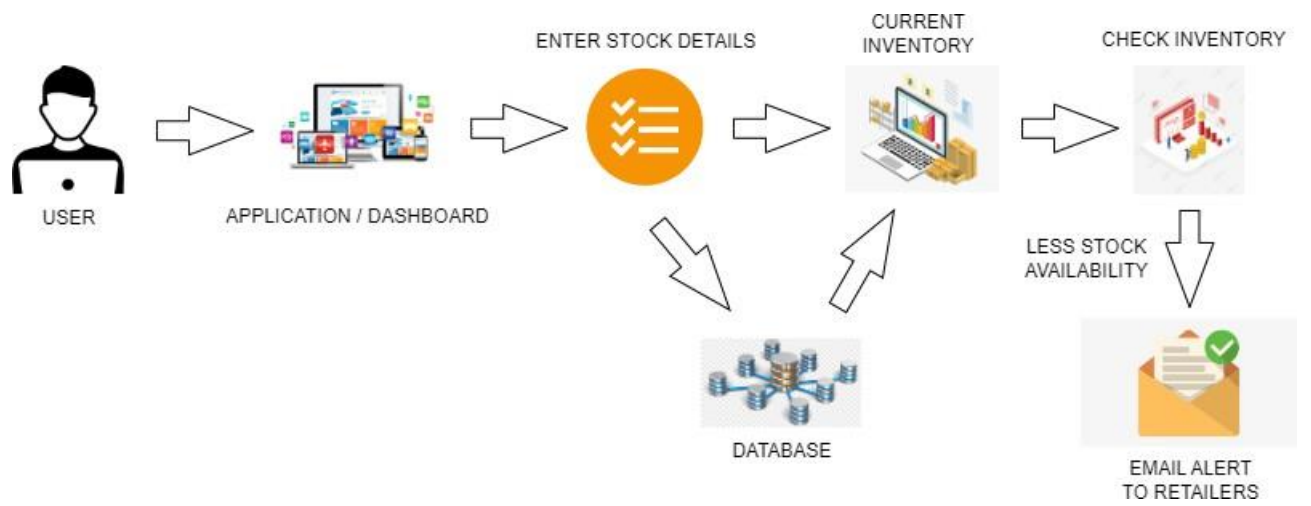 USER
APPLICATION / DASHBOARD
ENTER STOCK DETAILS
CURRENT
INVENTORY
CHECK INVENTORY
LESS STOCK
AVAILABILITY
DATABASE
EMAIL ALERT
TO RETAILERS